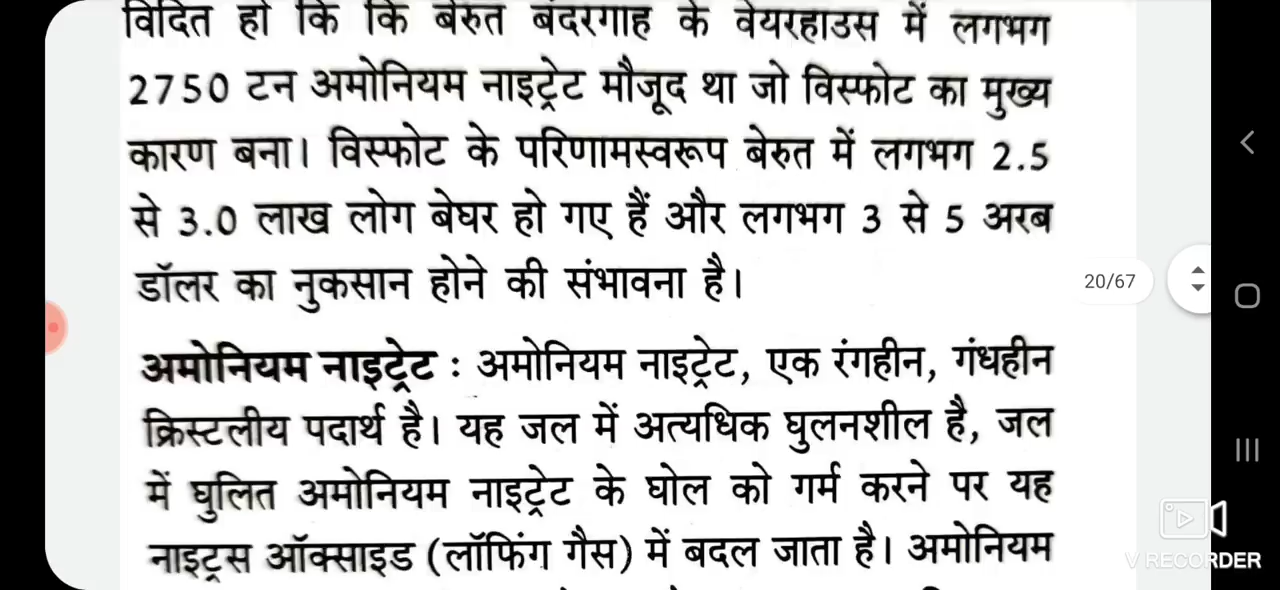 विदित हो कि कि बेरुत बंदरगाह के वेयरहाउस में लगभग
2750 टन अमोनियम नाइट्रेट मौजूद था जो विस्फोट का मुख्य
कारण बना। विस्फोट के परिणामस्वरूप बेरुत में लगभग 2.5
से 3.0 लाख लोग बेघर हो गए हैं और लगभग 3 से 5 अरब
डॉलर का नुकसान होने की संभावना है।
20/67
अमोनियम नाइट्रेट : अमोनियम नाइट्रेट, एक रंगहीन, गंधहीन
क्रिस्टलीय पदार्थ है। यह जल में अत्यधिक घुलनशील है, जल
में घुलित अमोनियम नाइट्रेट के घोल को गर्म करने पर यह
नाइट्रस ऑक्साइड (लॉफिंग गैस) में बदल जाता है। अमोनियम
V RECORDER